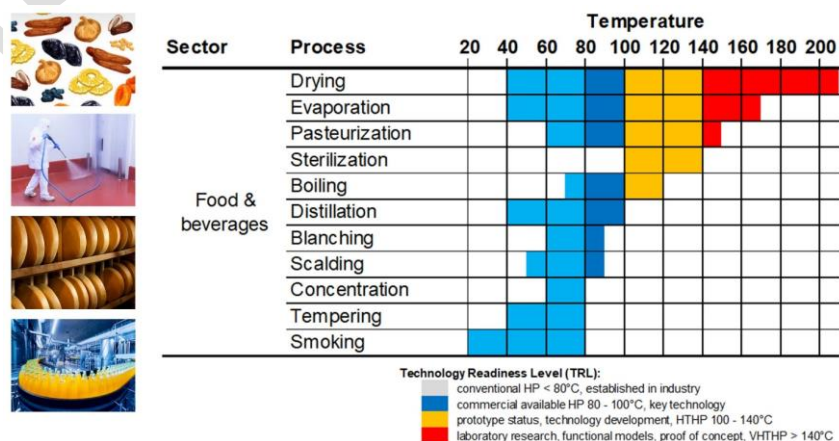 Temperature
Sector Process 20 40 60 80 100 120 140 160 180 200
Drying
Evaporation
Pasteurization
Sterilization
Boiling
Food &
beverages
Distillation
Blanching
Scalding
Concentration
Tempering
Smoking
Technology Readiness Level (TRL):
conventional HP < 80°C, established in industry
commercial available HP 80 - 100°C, key technology
prototype status, technology development, HTHP 100 - 140°C
laboratory research, functional models, proof of concept, VHTHP > 140°C